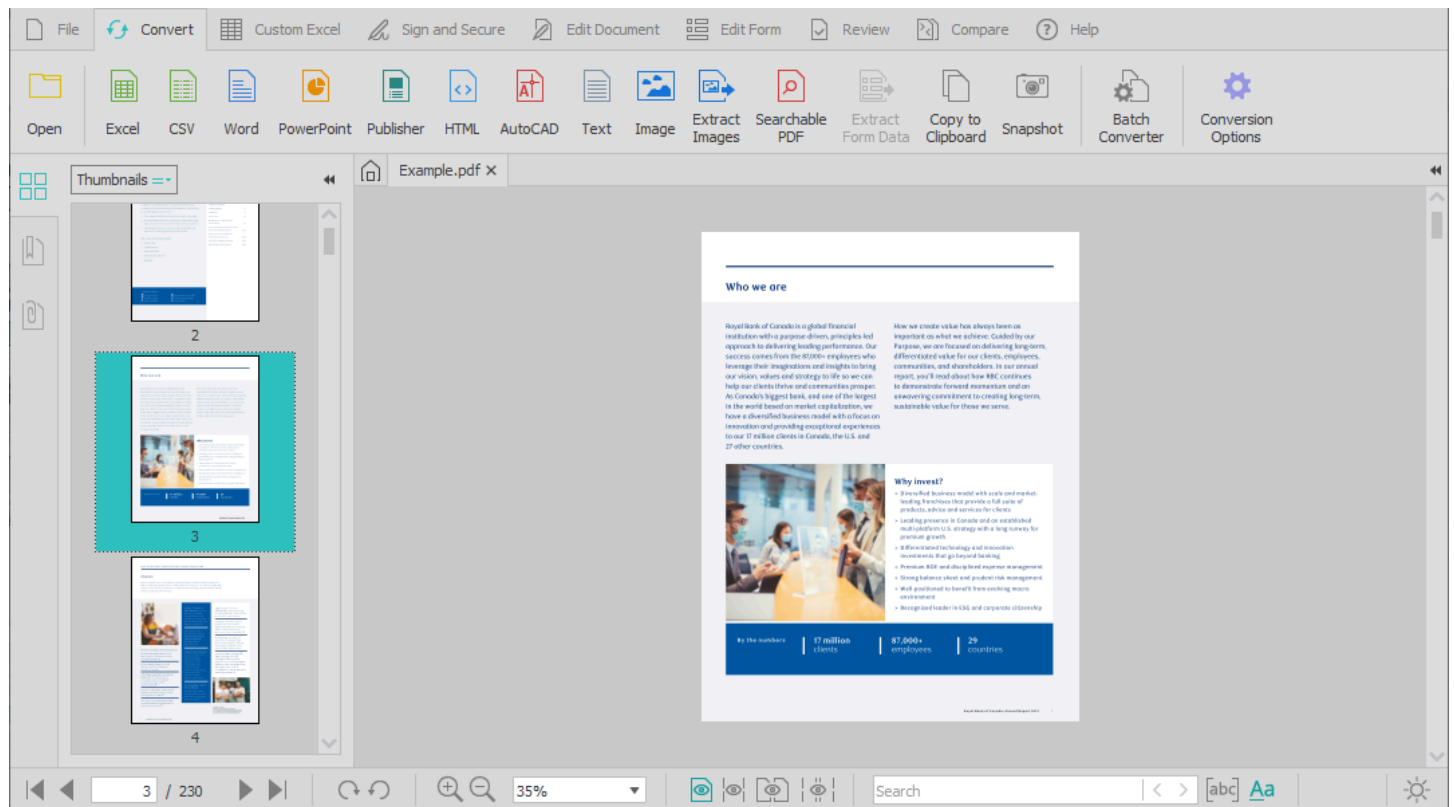 File Convert Custom Excel Sign and Secure Edit Document Edit Form Review Compare Help
Open Excel CSV Word PowerPoint Publisher HTML AutoCAD Text Image Extract Images Searchable PDF Extract Form Data Copy to Clipboard Snapshot Batch Converter Conversion Options
Thumbnails
Example.pdf
2
3
4
Who we are
Royal Bank of Canada is a global financial
institution with a purpose-driven, principles-led
approach to delivering leading performance. Our
success comes from the 87,000+ employees who
leverage their imaginations and insights to bring
our vision, values and strategy to life so we can
help our clients thrive and communities prosper.
As Canada's biggest bank, and one of the largest
in the world based on market capitalization, we
have a diversified business model with a focus on
innovation and providing exceptional experiences
to our 17 million clients in Canada, the U.S. and
27 other countries.
How we create value has always been as
important as what we achieve. Guided by our
Purpose, we are focused on delivering long-term,
differentiated value for our clients, employees,
communities, and shareholders. In our annual
report, you'll read about how RBC continues
to demonstrate forward momentum and an
unwavering commitment to creating long-term,
sustainable value for those we serve.
Why invest?
» Diversified business model with scale and market-
leading franchises that provide a full suite of
products, advice and services for clients
» Leading presence in Canada and an established
multi-platform U.S. strategy with a long runway for
premium growth
» Differentiated technology and innovation
investments that go beyond banking
» Premium ROE and disciplined expense management
» Strong balance sheet and prudent risk management
» Well-positioned to benefit from evolving macro
environment
» Recognized leader in ESG and corporate citizenship
By the numbers
17 million
clients
87,000+
employees
29
countries
3 / 230
35%
Search
[abc] Aa